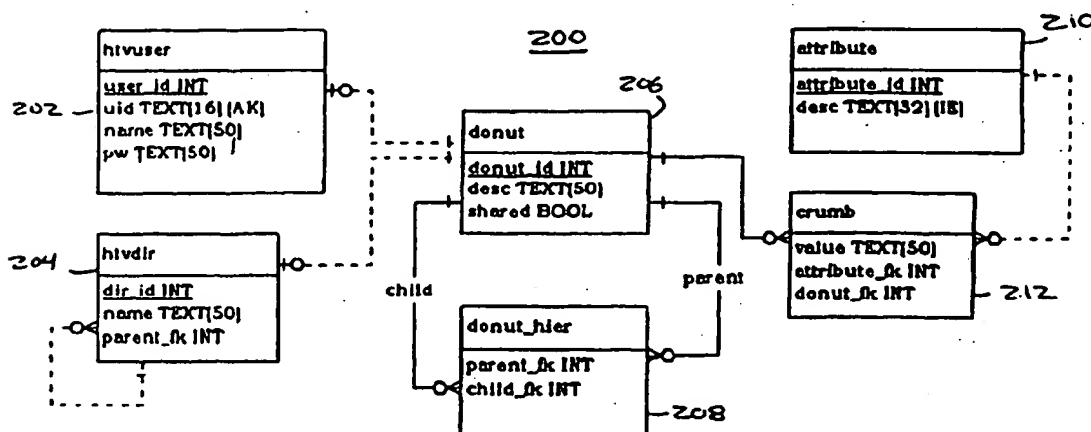 200
202
htvuser
user_id INT
uid TEXT[16] [AK]
name TEXT[50]
pw TEXT[50]
204
htvdir
dir_id INT
name TEXT[50]
parent_fk INT
206
donut
donut_id INT
desc TEXT[50]
shared BOOL
child
parent
donut_hier
parent_fk INT
child_fk INT
208
210
attribute
attribute_id INT
desc TEXT[32] [IE]
crumb
value TEXT[50]
attribute_fk INT
donut_fk INT
212